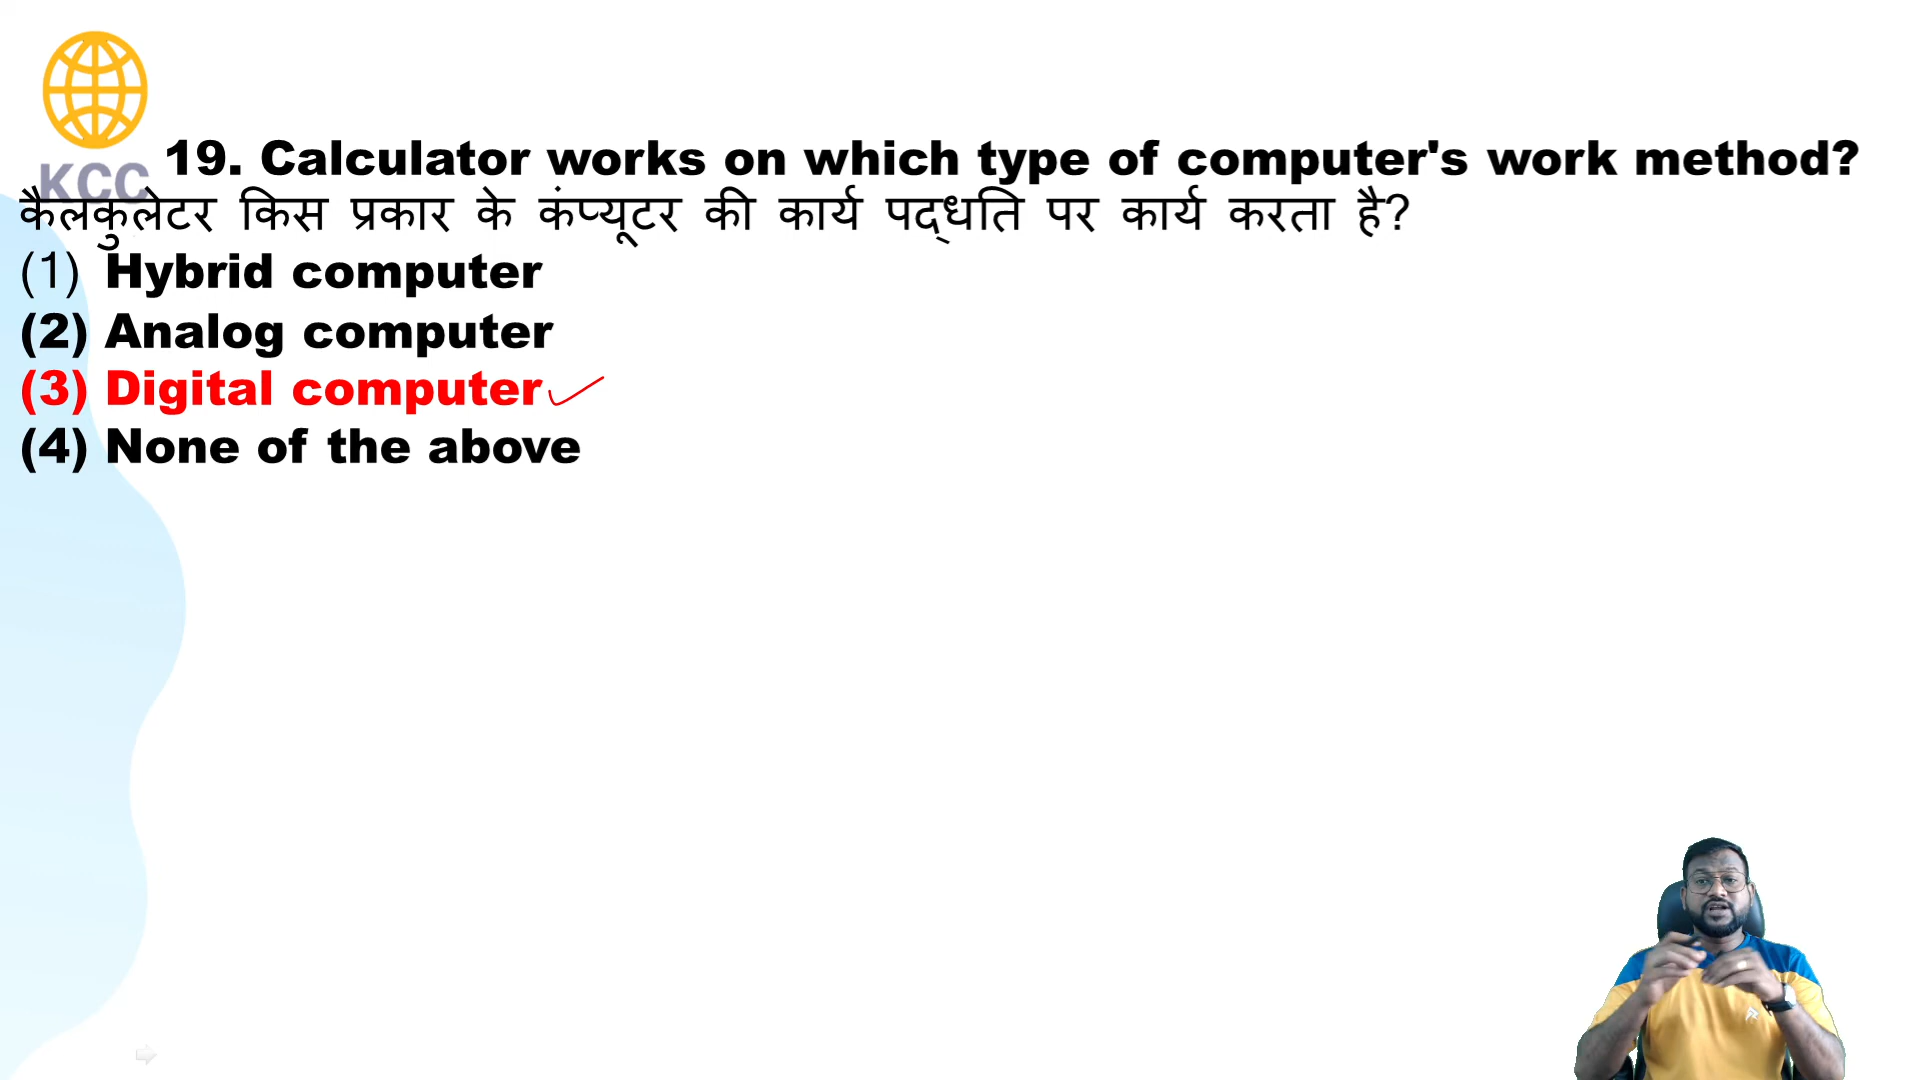 KCC
19. Calculator works on which type of computer's work method?
कैलकुलेटर किस प्रकार के कंप्यूटर की कार्य पद्धति पर कार्य करता है?
(1) Hybrid computer
(2) Analog computer
(3) Digital computer
(4) None of the above